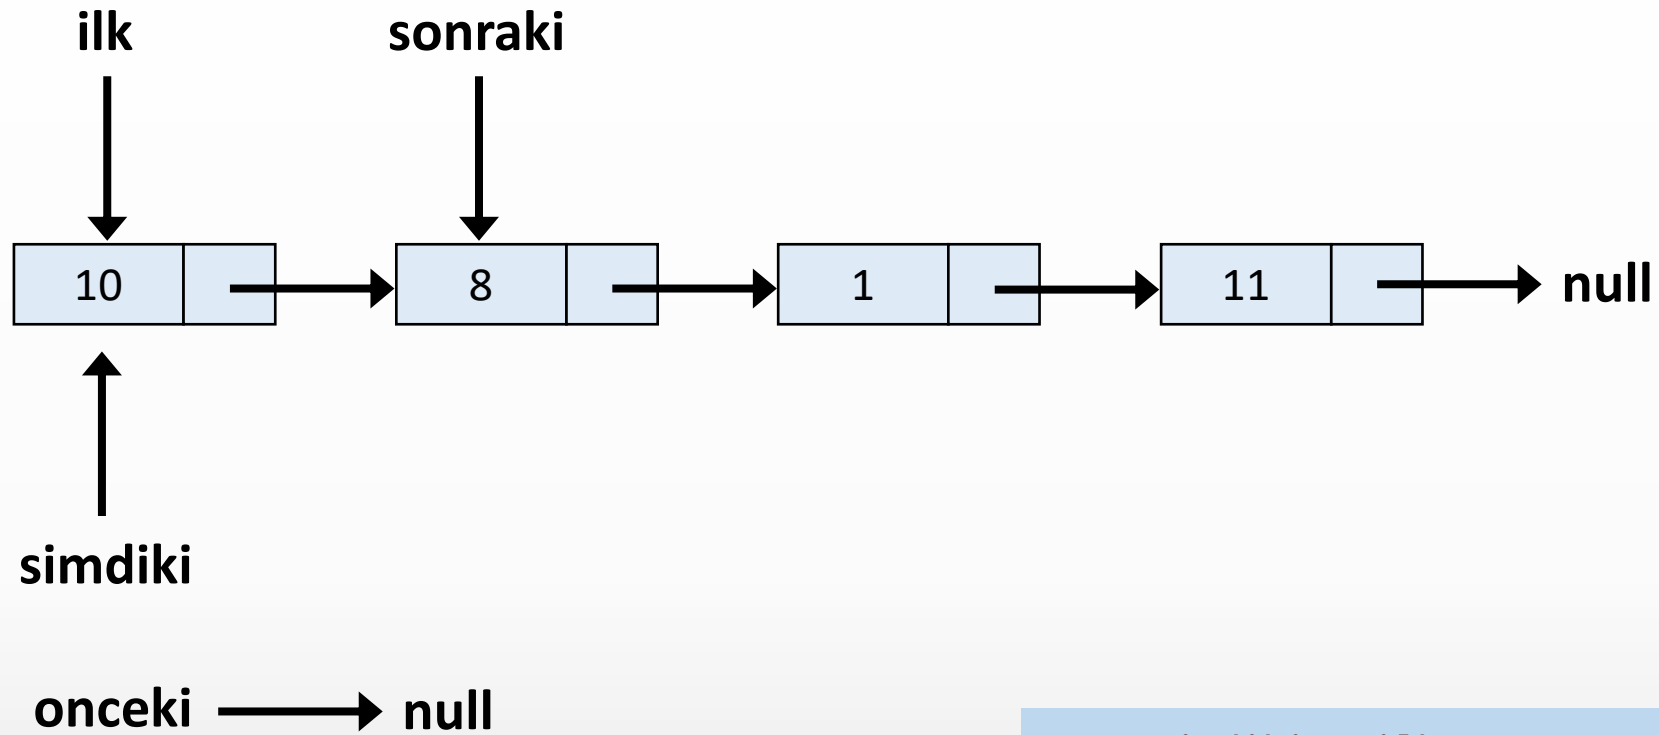 ilk sonraki
10 8 1 11 null
simdiki
onceki null